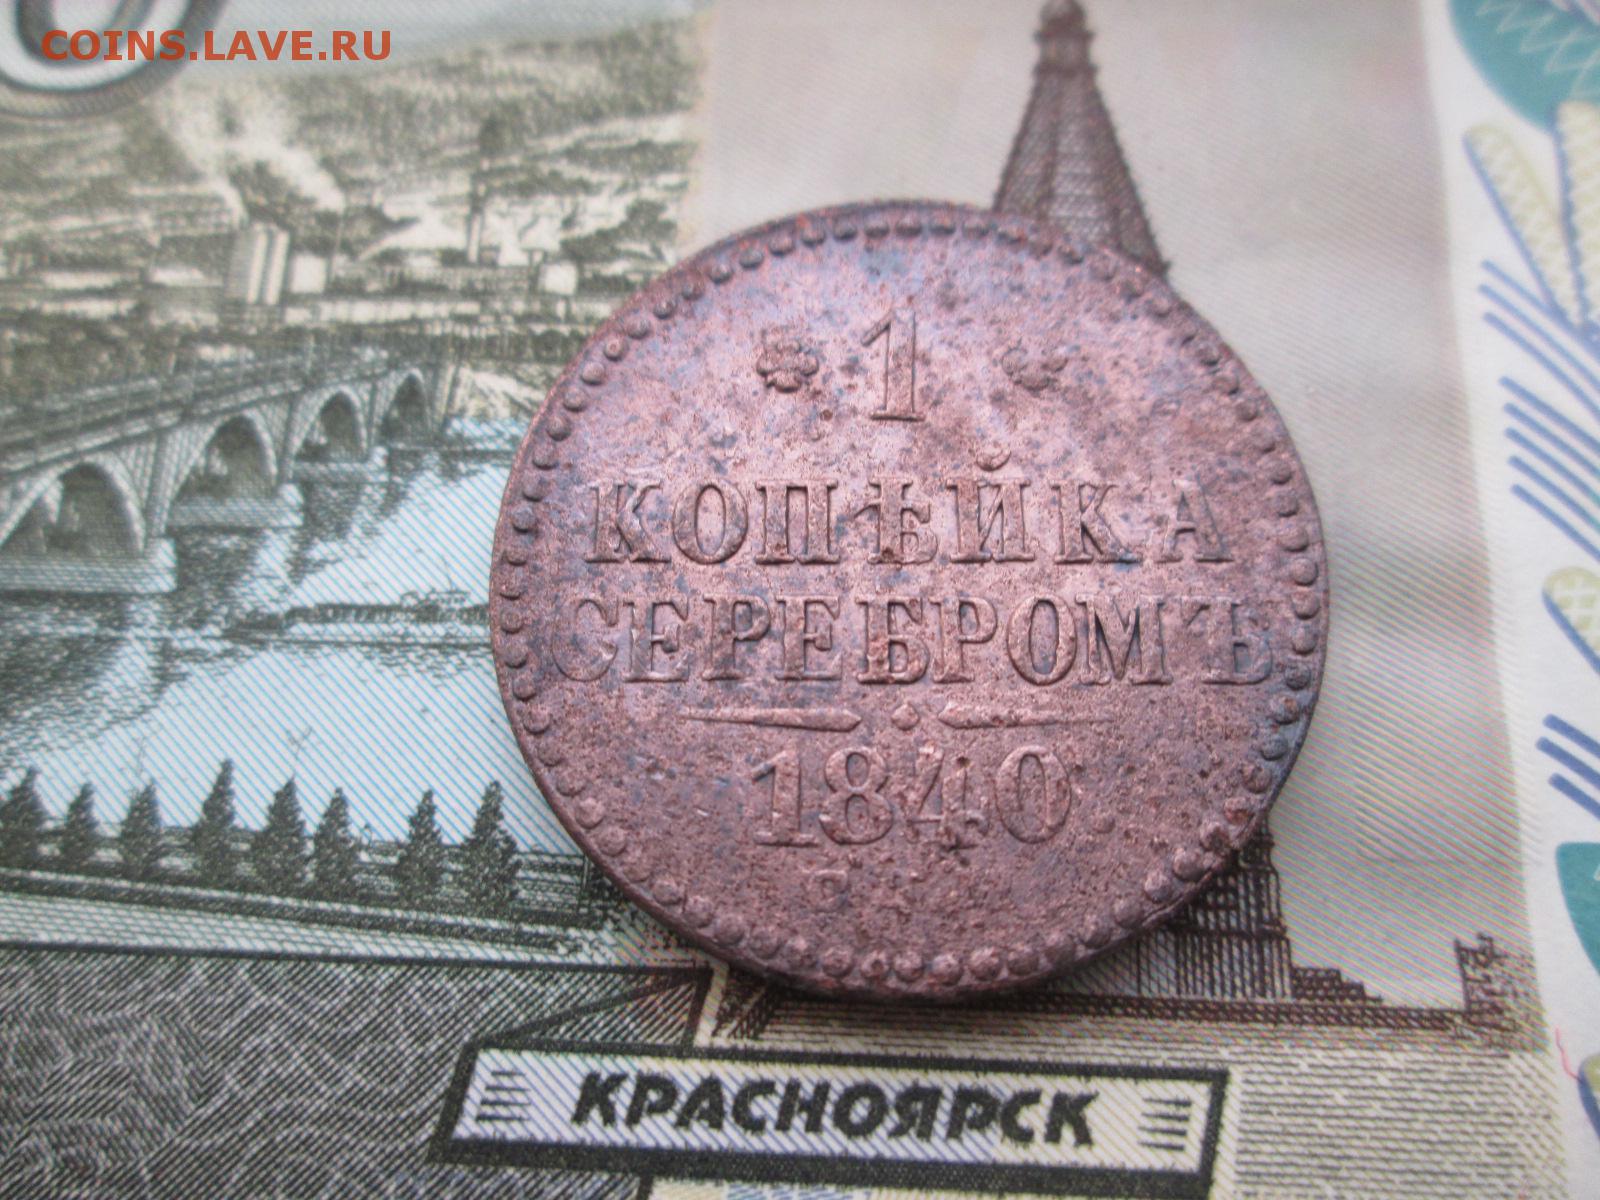 COINS.LAVE.RU
1
КОПѢЙКА
СЕРЕБРОМЪ
1840
КРАСНОЯРСК